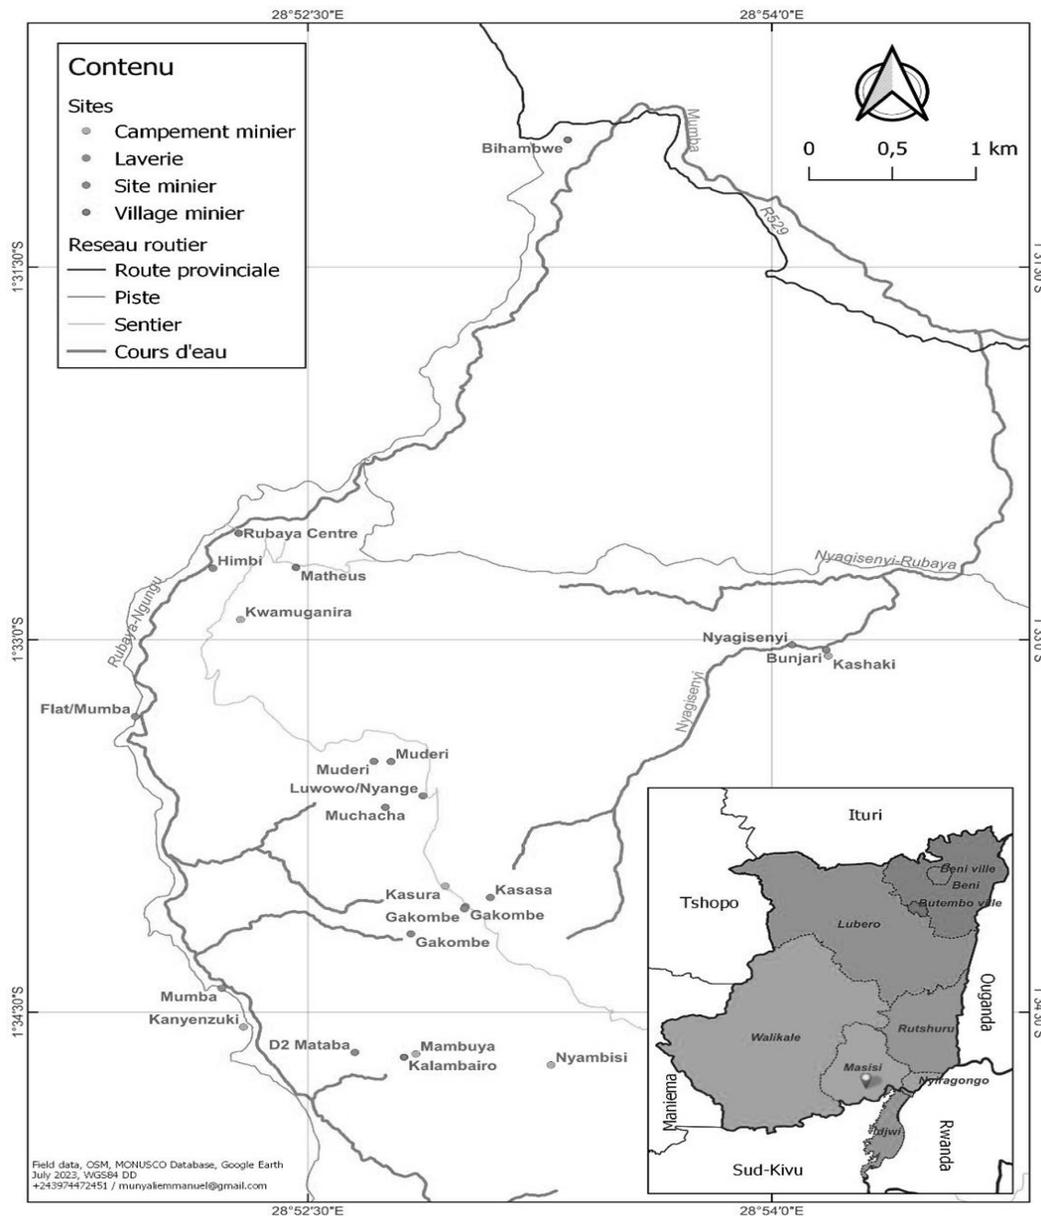 28°52'30"E
28°54'0"E
Contenu
Sites
Campement minier
Laverie
Site minier
Village minier
Reseau routier
Route provinciale
Piste
Sentier
Cours d'eau
0 0,5 1 km
Bihambwe
Mumba
R529
1°31'30"S
1°31'30"S
Rubaya Centre
Himbi
Matheus
Nyagisenyi-Rubaya
Rubaya-Ngungu
Kwamuganira
1°33'0"S
1°33'0"S
Nyagisenyi
Bunjari
Kashaki
Nyagisenyi
Flat/Mumba
Muderi
Muderi
Luwowo/Nyange
Muchacha
Kasura
Kasasa
Gakombe
Gakombe
Gakombe
Mumba
Kanyenzuki
1°34'30"S
1°34'30"S
D2 Mataba
Mambuya
Kalambairo
Nyambisi
Ituri
Tshopo
Beni ville
Beni
Butembo ville
Lubero
Ouganda
Walikale
Rutshuru
Masisi
Nyiragongo
Maniema
Idjwi
Rwanda
Sud-Kivu
Field data, OSM, MONUSCO Database, Google Earth
July 2023, WGS84 DD
+243974472451 / munyaliemmanuel@gmail.com
28°52'30"E
28°54'0"E